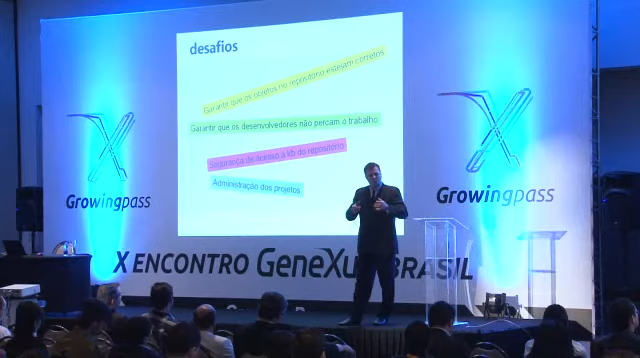 desafios
Garantir que os objetos no repositório estejam corretos
Garantir que os desenvolvedores não percam o trabalho
Segurança de acesso à kb do repositório
Administração dos projetos
Growingpass
Growingpass
X ENCONTRO GeneXu BRASIL